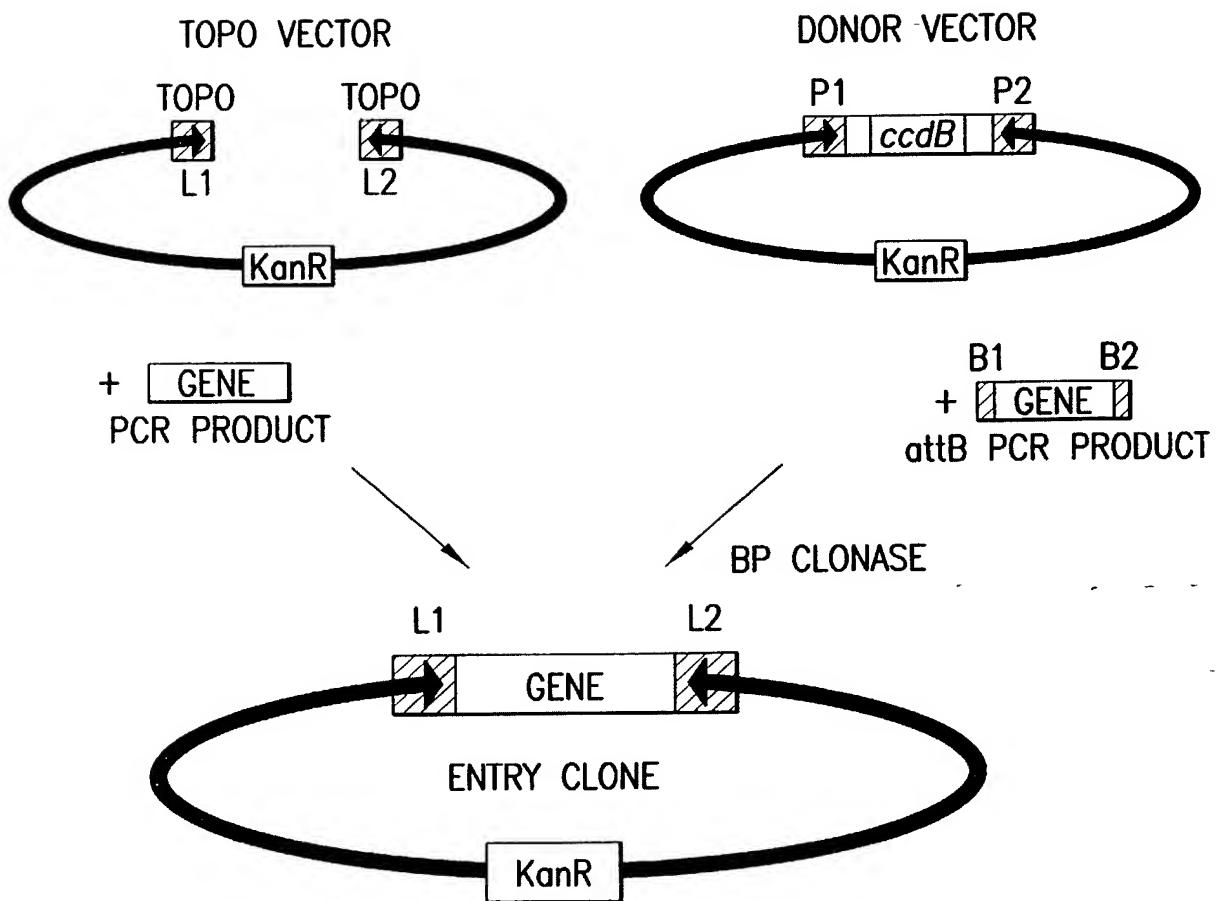 TOPO VECTOR
TOPO TOPO
L1 L2
KanR
+ GENE
PCR PRODUCT
DONOR VECTOR
P1 P2
ccdB
KanR
B1 B2
+ GENE
attB PCR PRODUCT
BP CLONASE
L1 L2
GENE
ENTRY CLONE
KanR